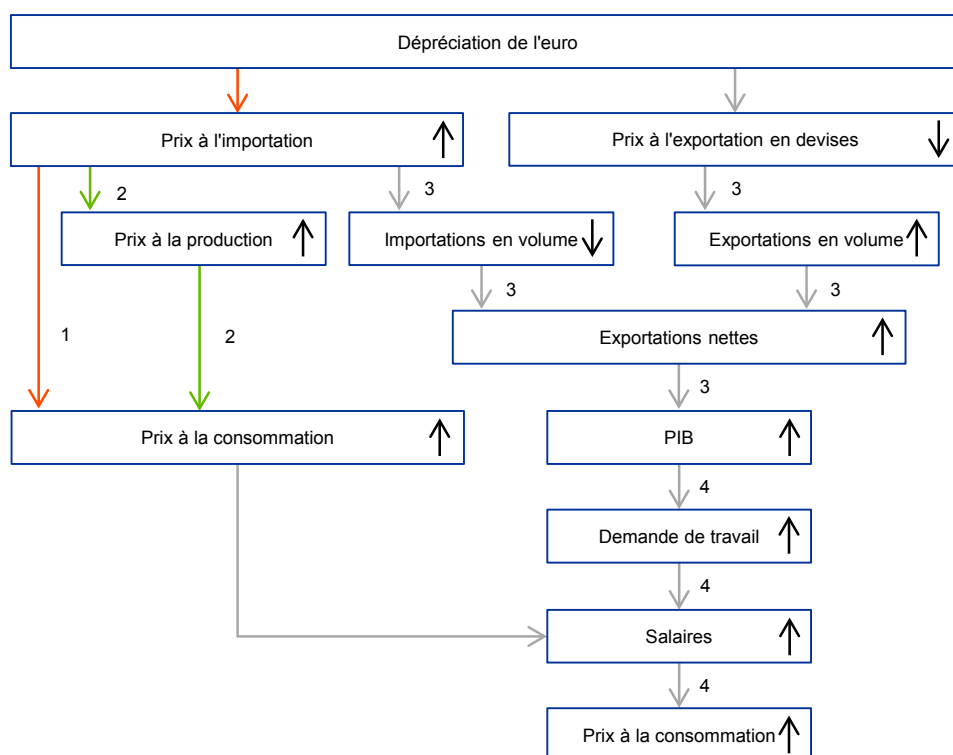 Dépréciation de l'euro
Prix à l'importation
Prix à l'exportation en devises
2
3
3
Prix à la production
Importations en volume
Exportations en volume
3
3
1
2
Exportations nettes
3
Prix à la consommation
PIB
4
Demande de travail
4
Salaires
4
Prix à la consommation